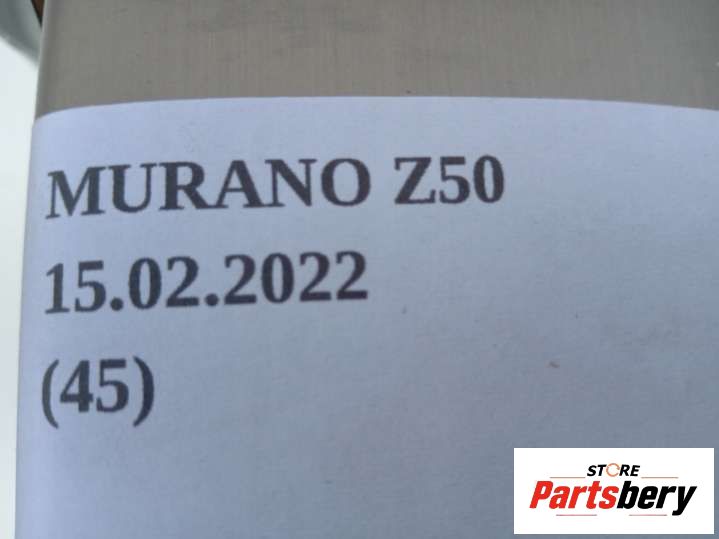 MURANO Z50
15.02.2022
(45)
STORE
Partsbery